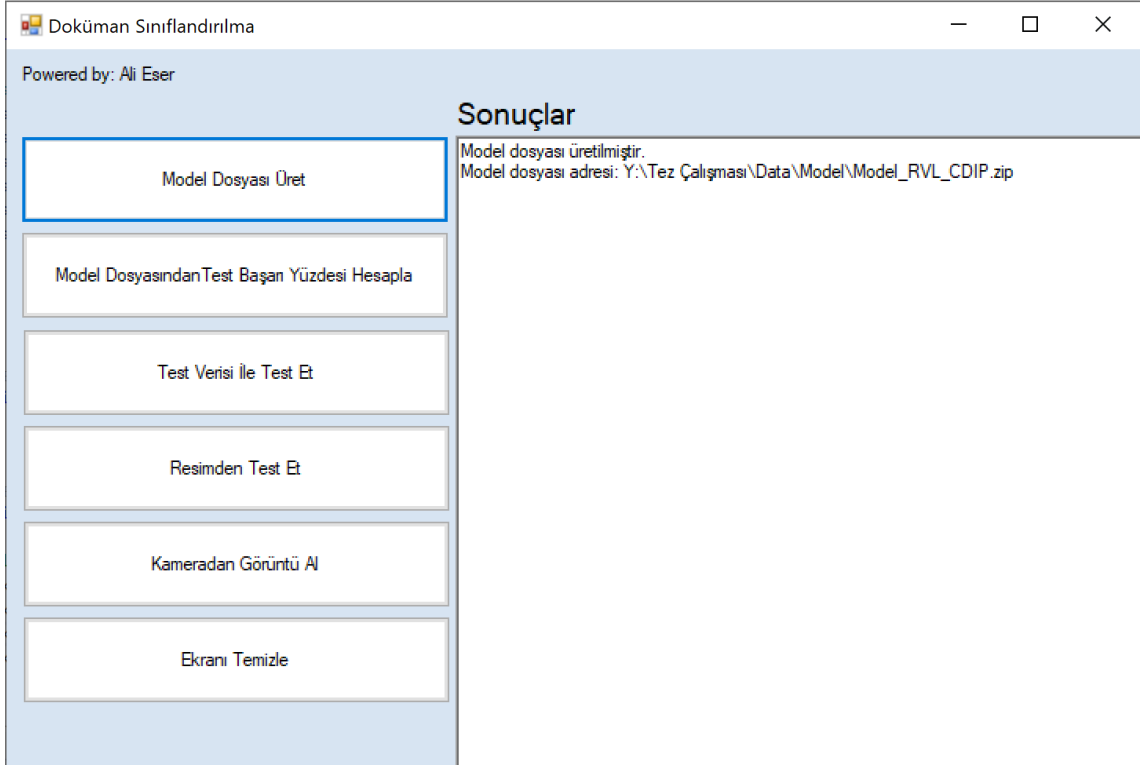 Doküman Sınıflandırılma
Powered by: Ali Eser
Sonuçlar
Model Dosyası Üret
Model DosyasındanTest Başarı Yüzdesi Hesapla
Test Verisi İle Test Et
Resimden Test Et
Kameradan Görüntü Al
Ekranı Temizle
Model dosyası üretilmiştir.
Model dosyası adresi: Y:\Tez Çalışması\Data\Model\Model_RVL_CDIP.zip